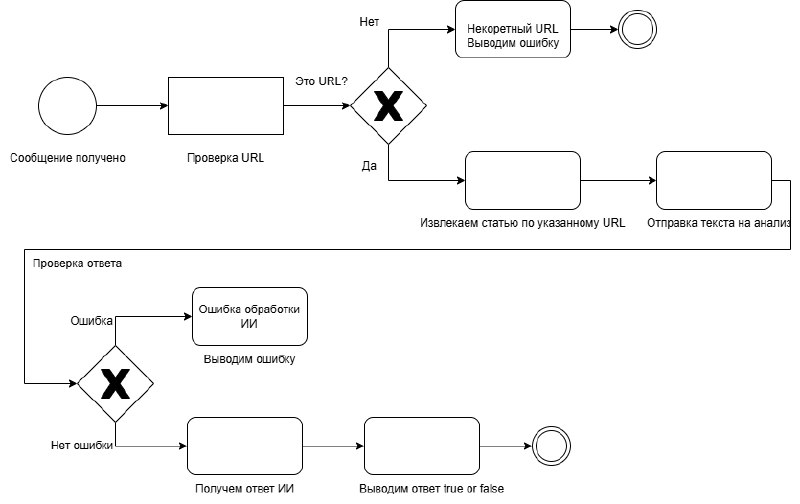 Нет
Некоретный URL
Выводим ошибку
Это URL?
Сообщение получено
Проверка URL
Да
Извлекаем статью по указанному URL
Отправка текста на анализ
Проверка ответа
Ошибка
Ошибка обработки
ИИ
Выводим ошибку
Нет ошибки
Получем ответ ИИ
Выводим ответ true or false